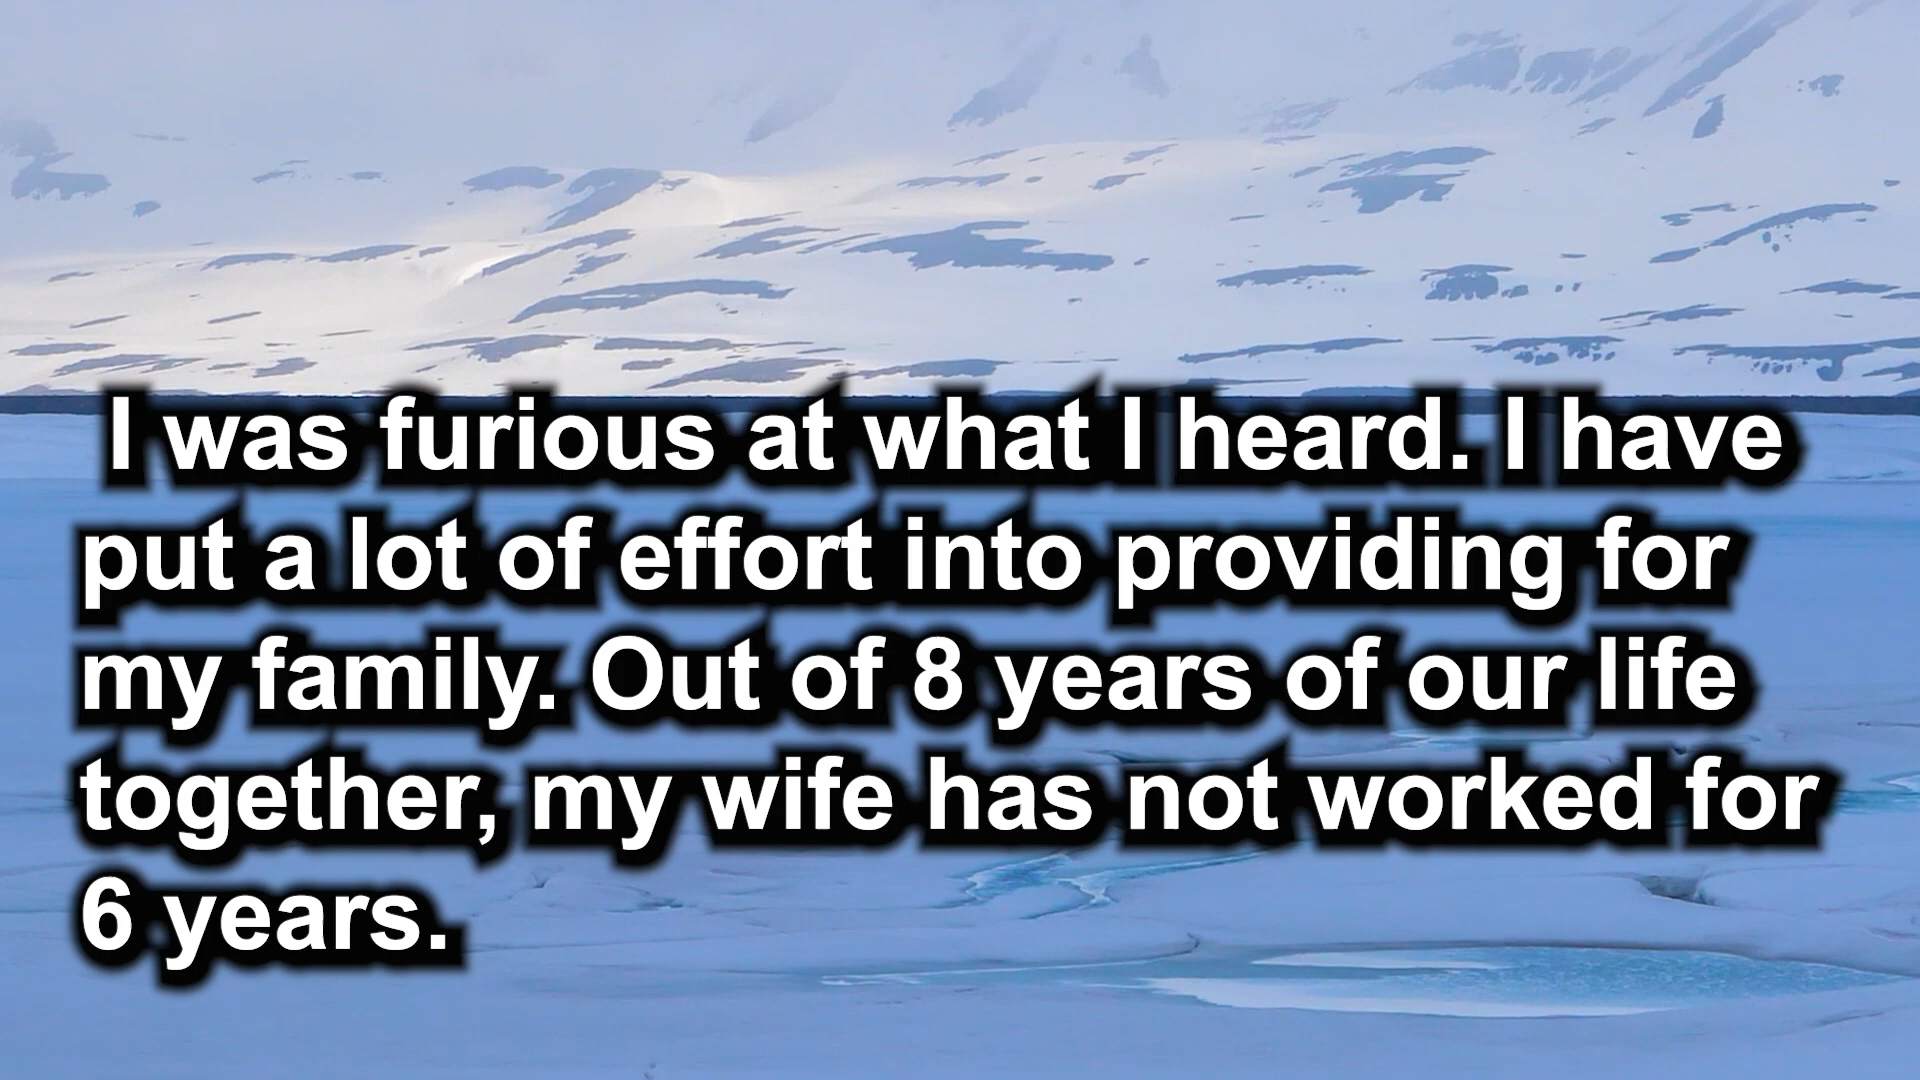 I was furious at what I heard. I have
put a lot of effort into providing for
my family. Out of 8 years of our life
together, my wife has not worked for
6 years.